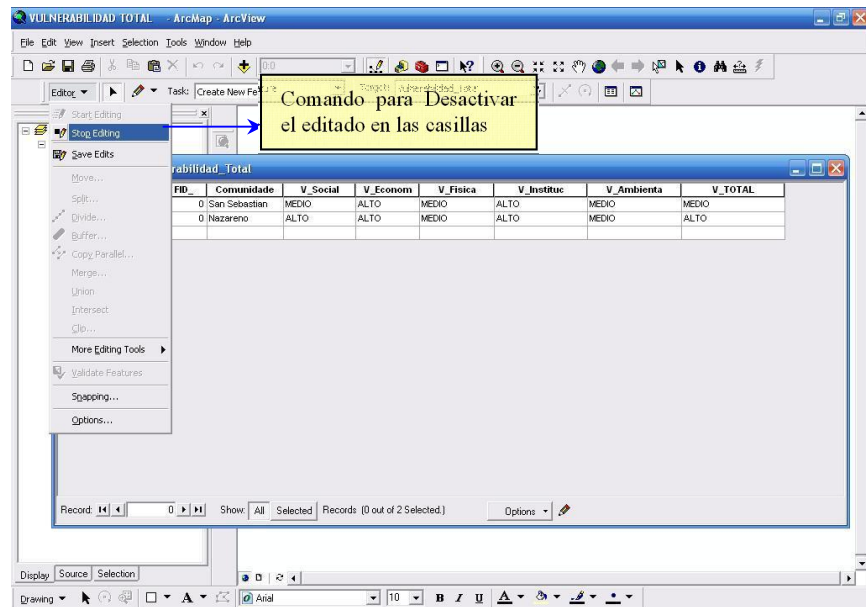 VULNERABILIDAD TOTAL - ArcMap - ArcView
File Edit View Insert Selection Tools Window Help
0:0
Editor Task: Create New Fe
Comando para Desactivar
el editado en las casillas
Start Editing
Stop Editing
Save Edits
Move...
Split...
Divide...
Buffer...
Copy Parallel...
Merge...
Union
Intersect
Clip...
More Editing Tools
Validate Features
Snapping...
Options...
rabilidad_Total
FID_ Comunidade V_Social V_Econom V_Fisica V_Instituc V_Ambienta V_TOTAL
0 San Sebastian MEDIO ALTO MEDIO ALTO MEDIO MEDIO
0 Nazareno ALTO ALTO MEDIO ALTO MEDIO ALTO
Record: 0 Show: All Selected Records (0 out of 2 Selected.) Options
Display Source Selection
Drawing A Arial 10 B I U A